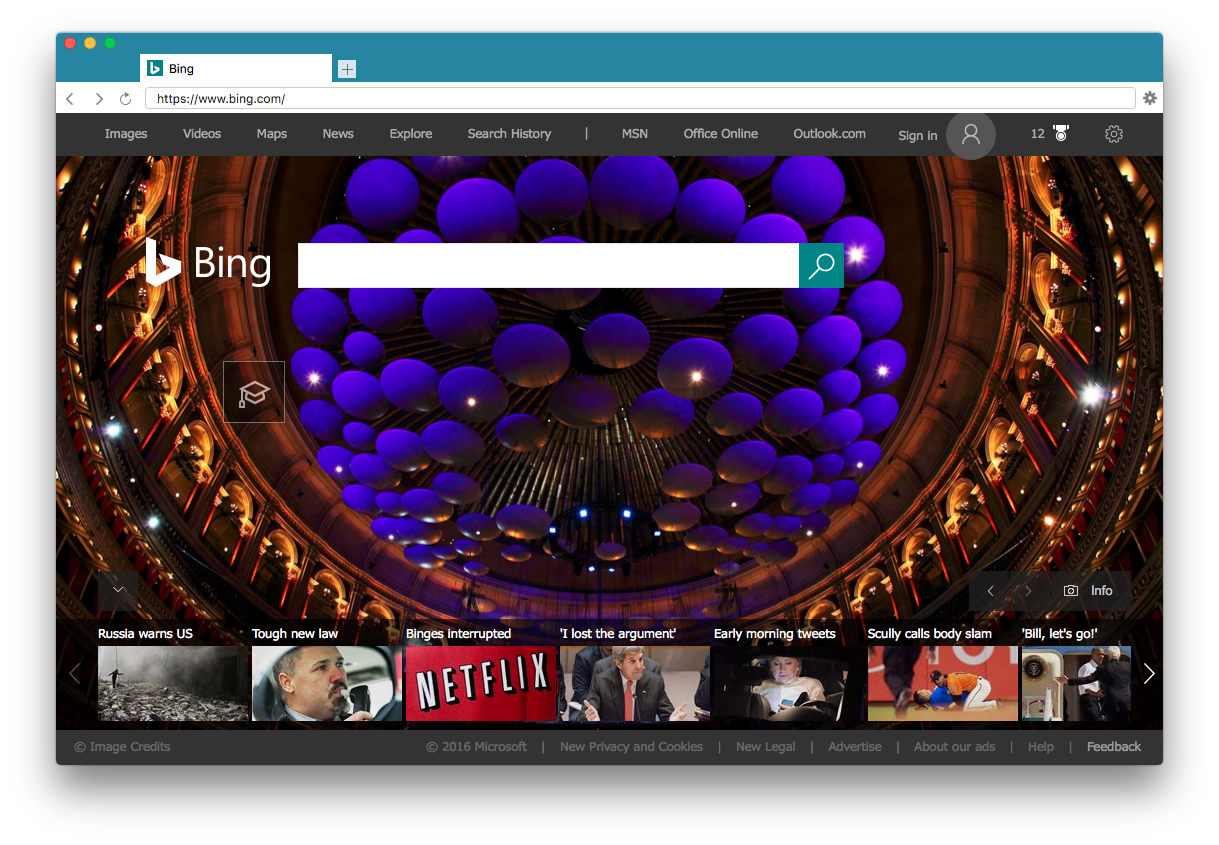 Bing
https://www.bing.com/
Images Videos Maps News Explore Search History | MSN Office Online Outlook.com Sign in 12
Bing
Info
Russia warns US Tough new law Binges interrupted 'I lost the argument' Early morning tweets Scully calls body slam 'Bill, let's go!'
NETFLIX
© Image Credits © 2016 Microsoft | New Privacy and Cookies | New Legal | Advertise | About our ads | Help | Feedback